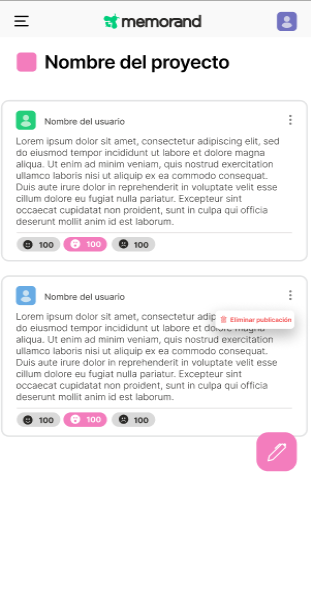 memorand
Nombre del proyecto
Nombre del usuario
Lorem ipsum dolor sit amet, consectetur adipiscing elit, sed
do eiusmod tempor incididunt ut labore et dolore magna
aliqua. Ut enim ad minim veniam, quis nostrud exercitation
ullamco laboris nisi ut aliquip ex ea commodo consequat.
Duis aute irure dolor in reprehenderit in voluptate velit esse
cillum dolore eu fugiat nulla pariatur. Excepteur sint
occaecat cupidatat non proident, sunt in culpa qui officia
deserunt mollit anim id est laborum.
100 100 100
Nombre del usuario
Lorem ipsum dolor sit amet, consectetur
Eliminar publicación
do eiusmod tempor incididunt ut labore et dolore magna
aliqua. Ut enim ad minim veniam, quis nostrud exercitation
ullamco laboris nisi ut aliquip ex ea commodo consequat.
Duis aute irure dolor in reprehenderit in voluptate velit esse
cillum dolore eu fugiat nulla pariatur. Excepteur sint
occaecat cupidatat non proident, sunt in culpa qui officia
deserunt mollit anim id est laborum.
100 100 100